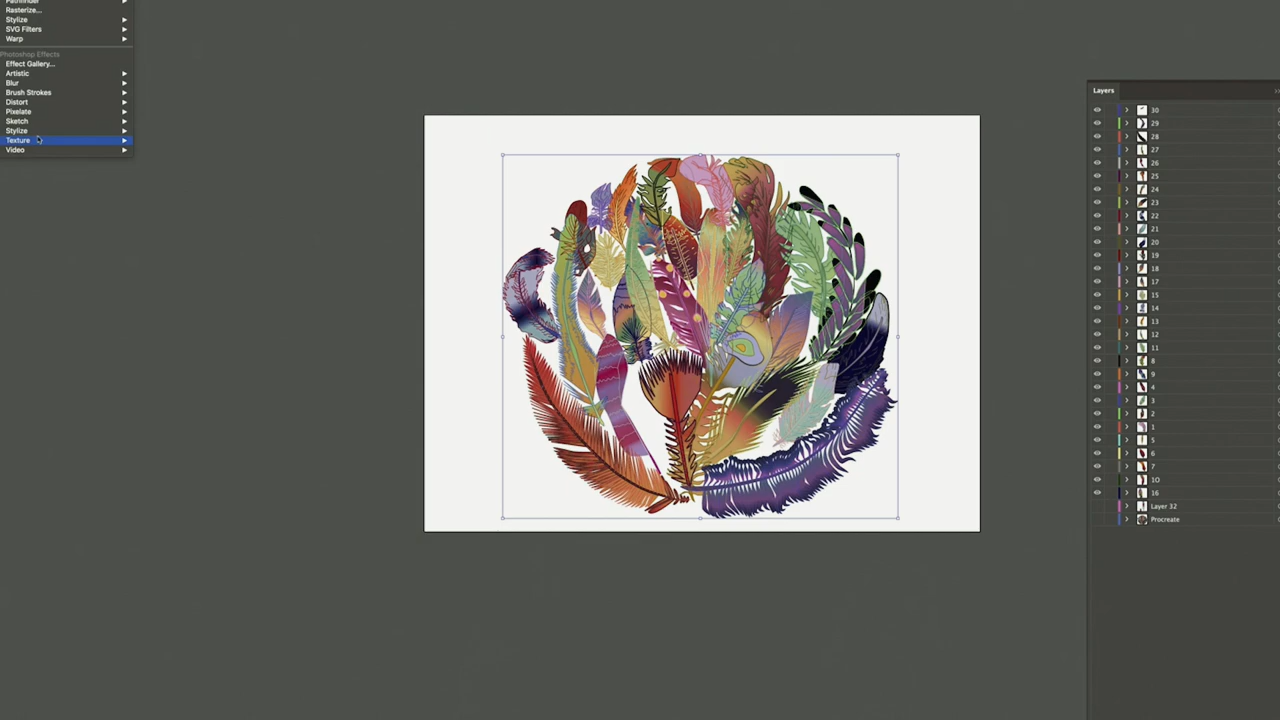 Pathfinder
Rasterize...
Stylize
SVG Filters
Warp
Photoshop Effects
Effect Gallery...
Artistic
Blur
Brush Strokes
Distort
Pixelate
Sketch
Stylize
Texture
Video
Layers
30
29
28
27
26
25
24
23
22
21
20
19
18
17
15
14
13
12
11
8
9
4
3
2
1
5
6
7
10
16
Layer 32
Procreate